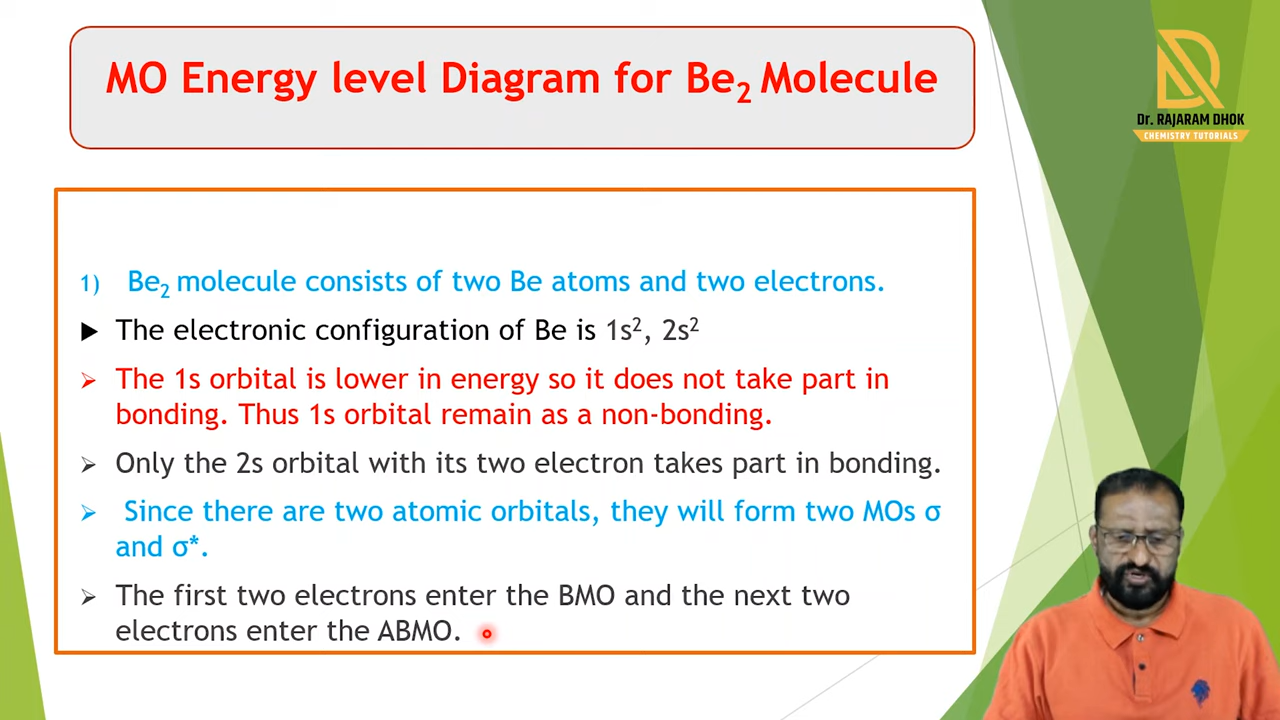 MO Energy level Diagram for Be₂ Molecule
Dr. RAJARAM DHOK
CHEMISTRY TUTORIALS
1) Be₂ molecule consists of two Be atoms and two electrons.
▶ The electronic configuration of Be is 1s², 2s²
➢ The 1s orbital is lower in energy so it does not take part in
bonding. Thus 1s orbital remain as a non-bonding.
➢ Only the 2s orbital with its two electron takes part in bonding.
➢ Since there are two atomic orbitals, they will form two MOs σ
and σ*.
➢ The first two electrons enter the BMO and the next two
electrons enter the ABMO.